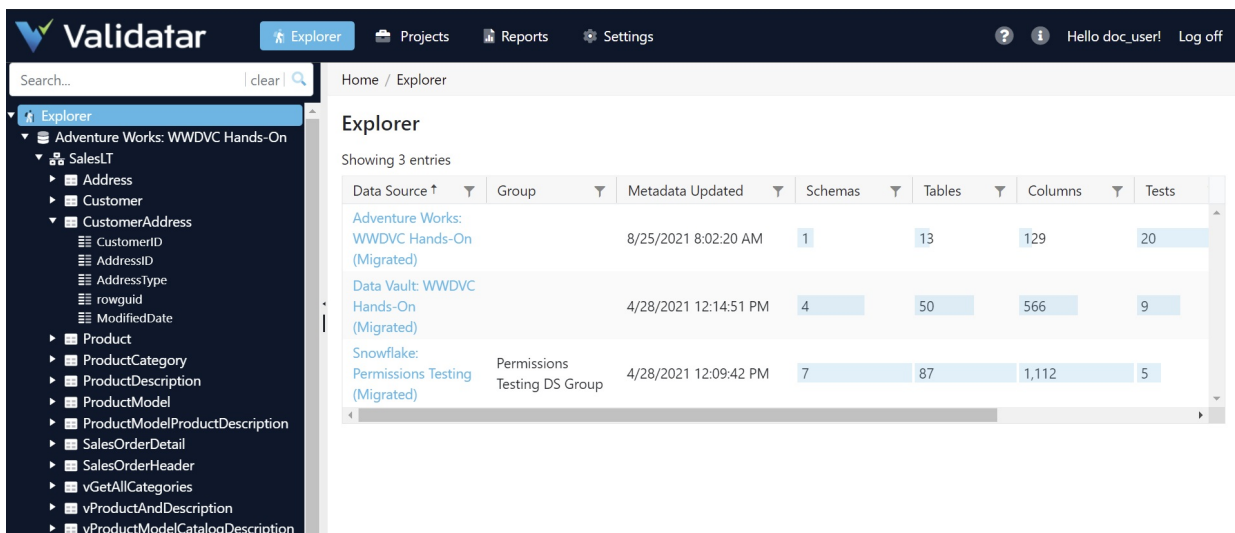 Validatar
Explorer
Projects
Reports
Settings
Hello doc_user!
Log off
Search...
clear
Home / Explorer
Explorer
Adventure Works: WWDVC Hands-On
SalesLT
Address
Customer
CustomerAddress
CustomerID
AddressID
AddressType
rowguid
ModifiedDate
Product
ProductCategory
ProductDescription
ProductModel
ProductModelProductDescription
SalesOrderDetail
SalesOrderHeader
vGetAllCategories
vProductAndDescription
vProductModelCatalogDescription
Explorer
Showing 3 entries
Data Source Group Metadata Updated Schemas Tables Columns Tests
Adventure Works:
WWDVC Hands-On 8/25/2021 8:02:20 AM 1 13 129 20
(Migrated)
Data Vault: WWDVC
Hands-On 4/28/2021 12:14:51 PM 4 50 566 9
(Migrated)
Snowflake:
Permissions Testing Permissions Testing DS Group 4/28/2021 12:09:42 PM 7 87 1,112 5
(Migrated)